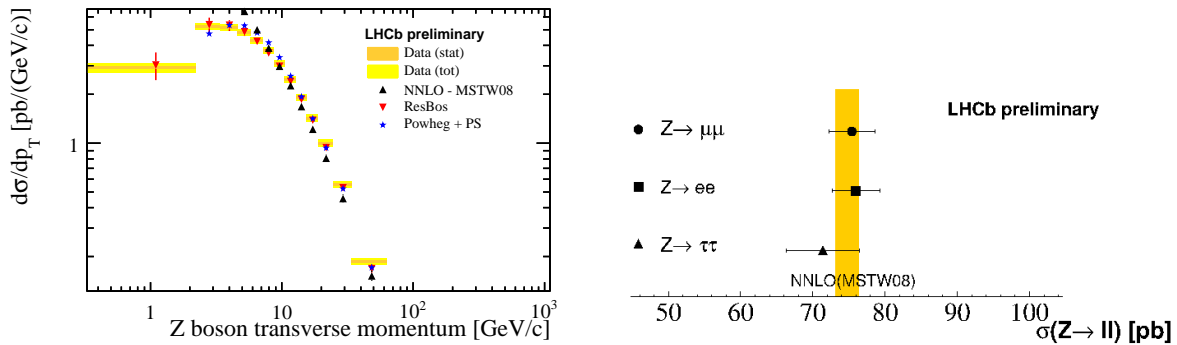 dσ/dp_T [pb/(GeV/c)]
LHCb preliminary
Data (stat)
Data (tot)
NNLO - MSTW08
ResBos
Powheg + PS
1
1 10 10² 10³
Z boson transverse momentum [GeV/c]
LHCb preliminary
Z→ μμ
Z→ ee
Z→ ττ
NNLO(MSTW08)
50 60 70 80 90 100
σ(Z→ ll) [pb]